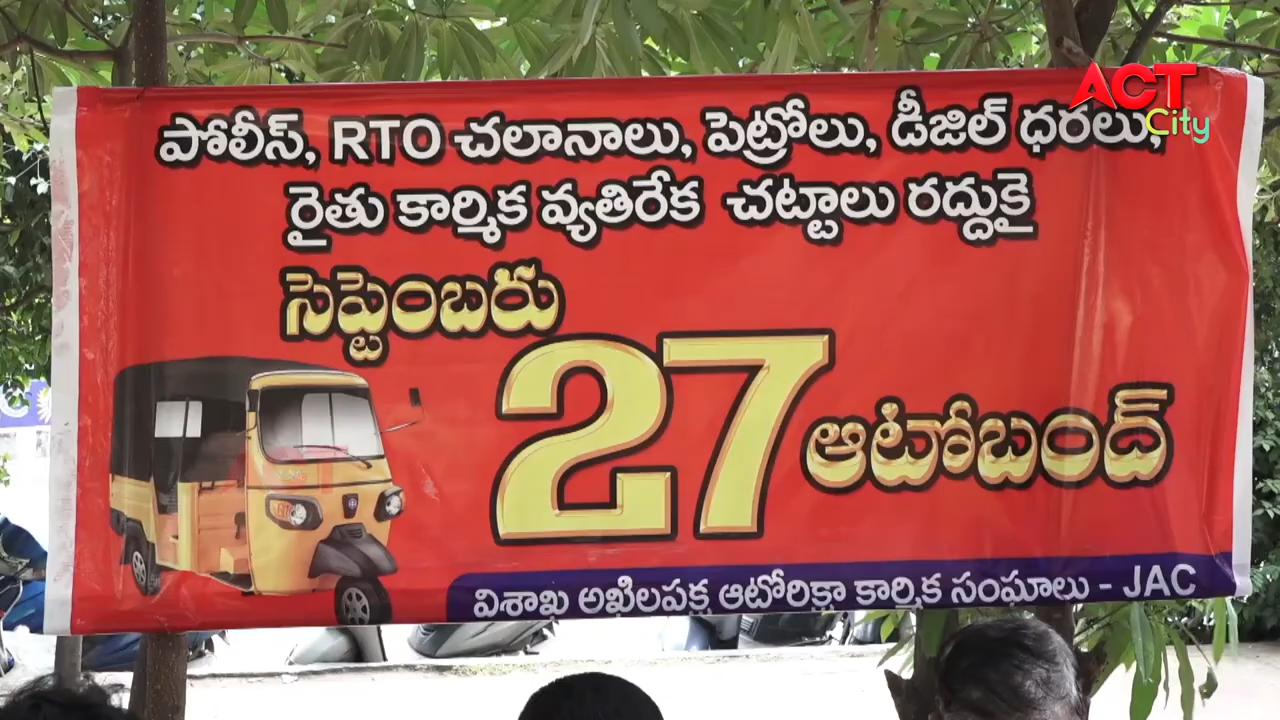 ACT
City
పోలీస్, RTO చలానాలు, పెట్రోలు, డీజిల్ ధరలు,
రైతు కార్మిక వ్యతిరేక చట్టాలు రద్దుకై
సెప్టెంబరు
27 ఆటోబంద్
విశాఖ అఖిలపక్ష ఆటోరిక్షా కార్మిక సంఘాలు - JAC